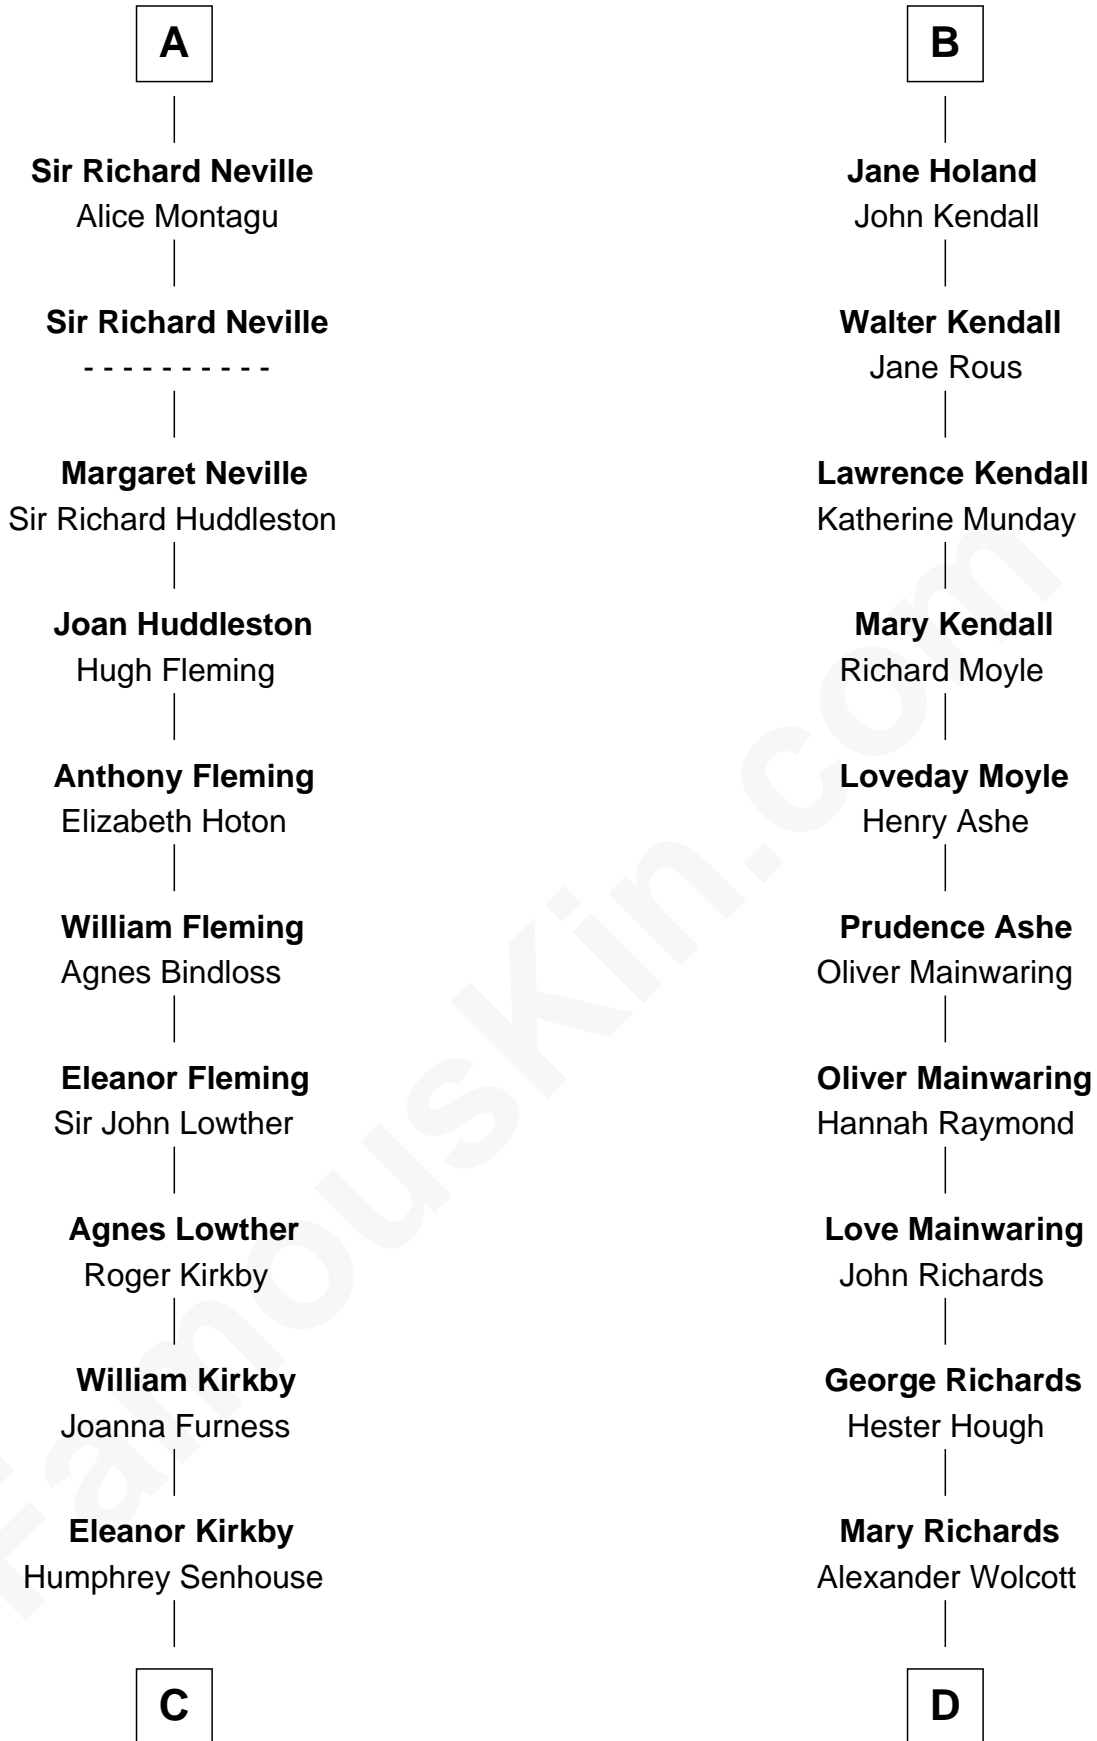 A
Sir Richard Neville
Alice Montagu
Sir Richard Neville
- - - - - - - - - -
Margaret Neville
Sir Richard Huddleston
Joan Huddleston
Hugh Fleming
Anthony Fleming
Elizabeth Hoton
William Fleming
Agnes Bindloss
Eleanor Fleming
Sir John Lowther
Agnes Lowther
Roger Kirkby
William Kirkby
Joanna Furness
Eleanor Kirkby
Humphrey Senhouse
C
B
Jane Holand
John Kendall
Walter Kendall
Jane Rous
Lawrence Kendall
Katherine Munday
Mary Kendall
Richard Moyle
Loveday Moyle
Henry Ashe
Prudence Ashe
Oliver Mainwaring
Oliver Mainwaring
Hannah Raymond
Love Mainwaring
John Richards
George Richards
Hester Hough
Mary Richards
Alexander Wolcott
D
FamousKin.com